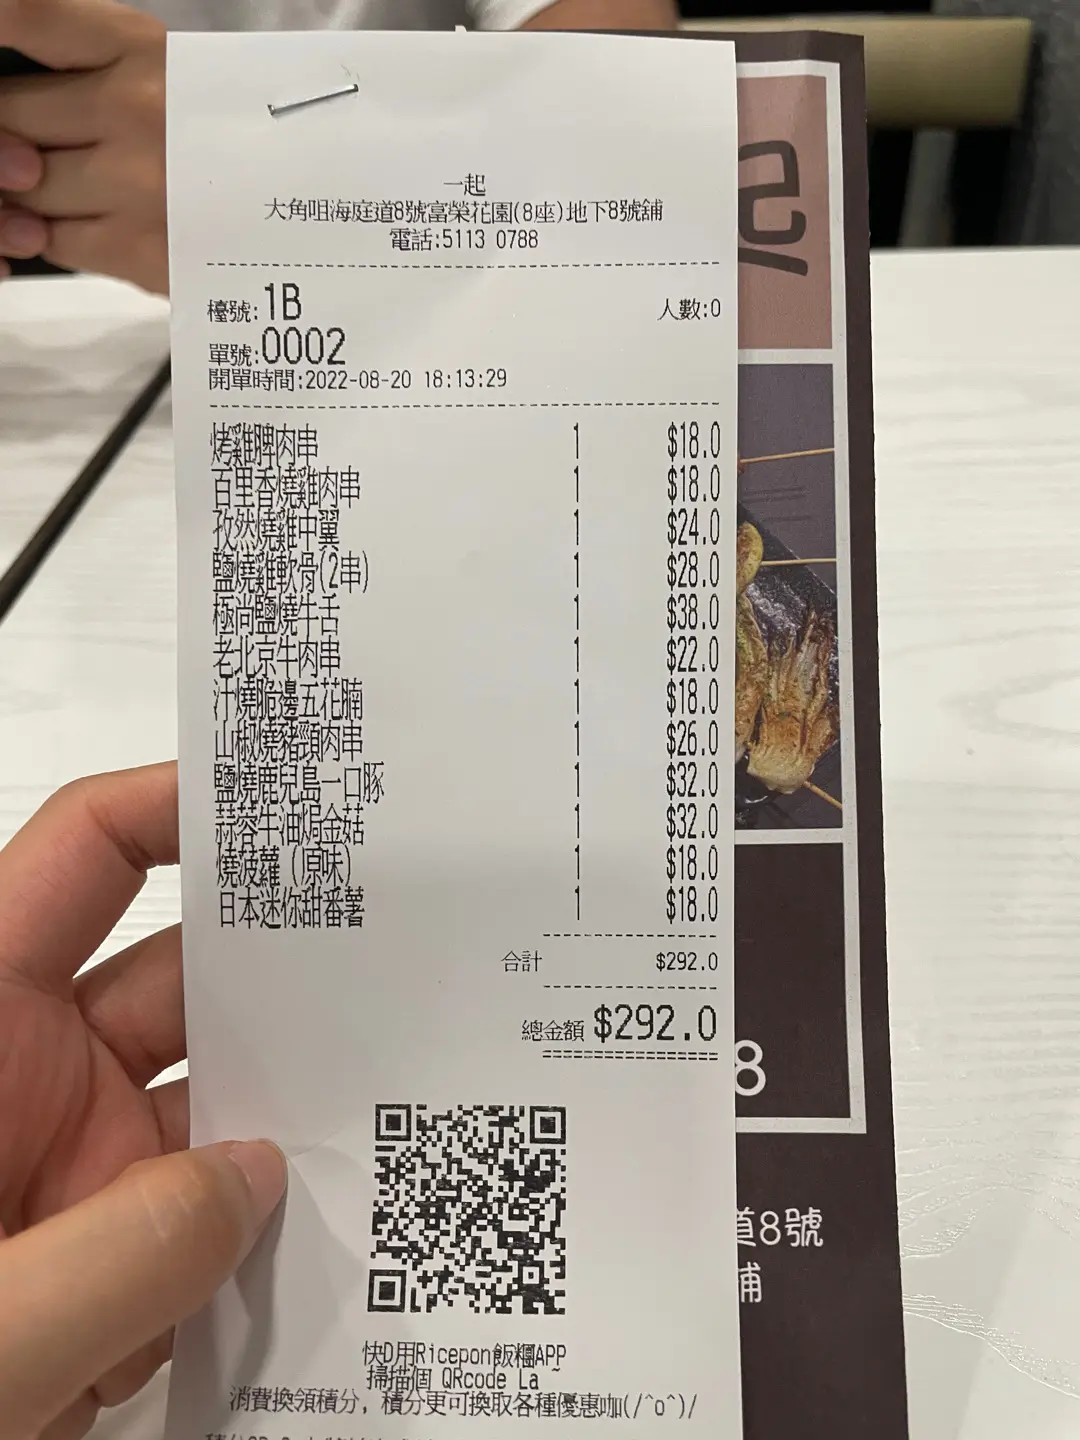 一起
大角咀海庭道8號富榮花園(8座)地下8號舖
電話:5113 0788
檯號:1B
人數:0
單號:0002
開單時間:2022-08-20 18:13:29
烤雞脾肉串 1 $18.0
百里香燒雞肉串 1 $18.0
孜然燒雞中翼 1 $24.0
鹽燒雞軟骨(2串) 1 $28.0
極尚鹽燒牛舌 1 $38.0
老北京牛肉串 1 $22.0
汁燒脆邊五花腩 1 $18.0
山椒燒豬頸肉串 1 $26.0
鹽燒鹿兒島一口豚 1 $32.0
蒜蓉牛油焗金菇 1 $32.0
燒菠蘿(原味) 1 $18.0
日本迷你甜番薯 1 $18.0
合計 $292.0
總金額 $292.0
快D用Ricepon飯糰APP
掃描個 QRcode La ~
消費換領積分, 積分更可換取各種優惠咖(/^o^)/
起
8
道8號
舖